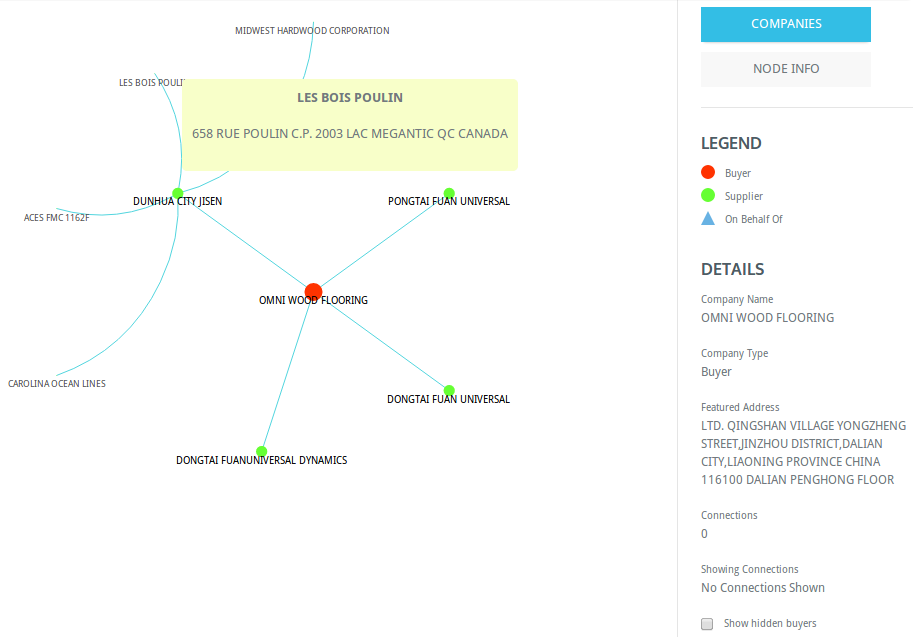 MIDWEST HARDWOOD CORPORATION
LES BOIS POULI
LES BOIS POULIN
658 RUE POULIN C.P. 2003 LAC MEGANTIC QC CANADA
DUNHUA CITY JISEN
PONGTAI FUAN UNIVERSAL
ACES FMC 1162F
OMNI WOOD FLOORING
CAROLINA OCEAN LINES
DONGTAI FUAN UNIVERSAL
DONGTAI FUANUNIVERSAL DYNAMICS
COMPANIES
NODE INFO
LEGEND
Buyer
Supplier
On Behalf Of
DETAILS
Company Name
OMNI WOOD FLOORING
Company Type
Buyer
Featured Address
LTD. QINGSHAN VILLAGE YONGZHENG
STREET,JINZHOU DISTRICT,DALIAN
CITY,LIAONING PROVINCE CHINA
116100 DALIAN PENGHONG FLOOR
Connections
0
Showing Connections
No Connections Shown
Show hidden buyers